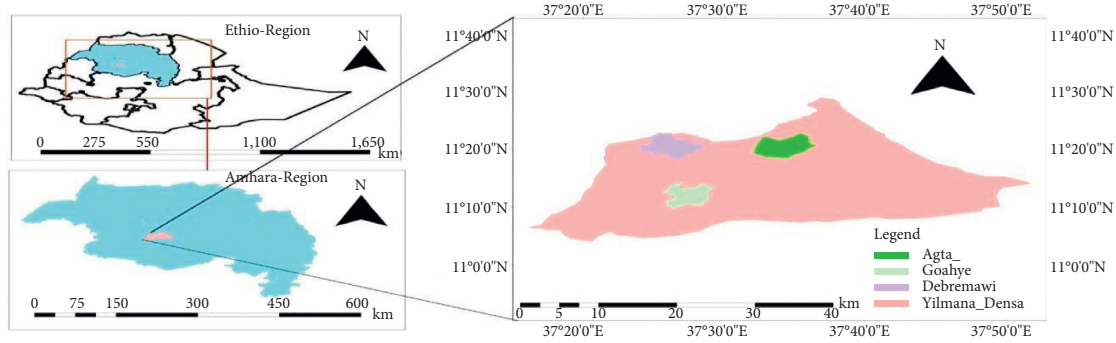 Ethio-Region
N
0 275 550 1,100 1,650
km
Amhara-Region
N
0 75 150 300 450 600
km
37°20'0"E 37°30'0"E 37°40'0"E 37°50'0"E
11°40'0"N 11°40'0"N
N
11°30'0"N 11°30'0"N
11°20'0"N 11°20'0"N
11°10'0"N 11°10'0"N
11°0'0"N 11°0'0"N
Legend
Agta_
Goahye
Debremawi
Yilmana_Densa
km
0 5 10 20 30 40
37°20'0"E 37°30'0"E 37°40'0"E 37°50'0"E